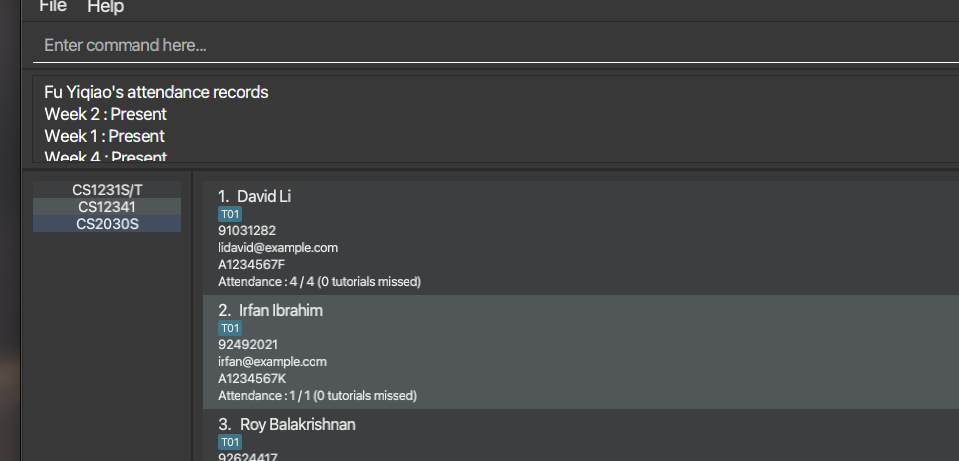 File Help
Enter command here...
Fu Yiqiao's attendance records
Week 2 : Present
Week 1 : Present
Week 4 : Present
CS1231S/T
CS12341
CS2030S
1. David Li
T01
91031282
lidavid@example.com
A1234567F
Attendance : 4 / 4 (0 tutorials missed)
2. Irfan Ibrahim
T01
92492021
irfan@example.com
A1234567K
Attendance : 1 / 1 (0 tutorials missed)
3. Roy Balakrishnan
T01
92624417